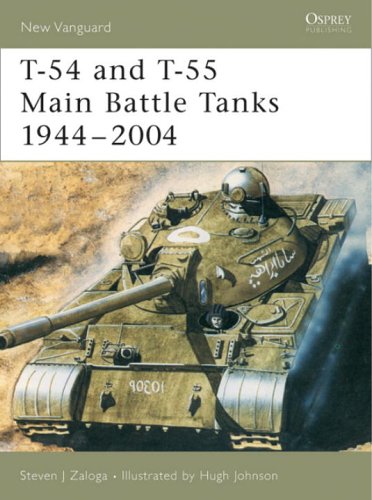 New Vanguard
OSPREY
PUBLISHING
T-54 and T-55
Main Battle Tanks
1944–2004
Steven J Zaloga • Illustrated by Hugh Johnson